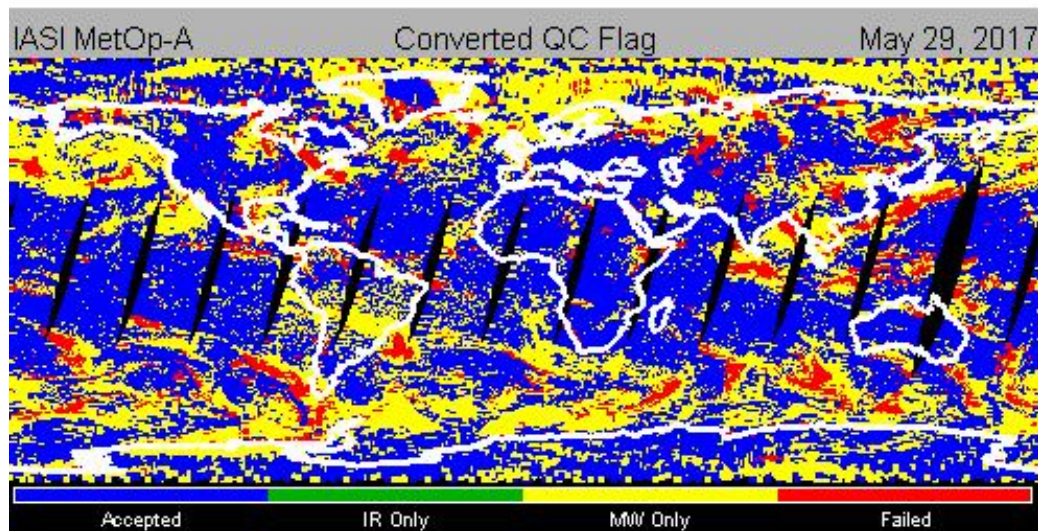 IASI MetOp-A Converted QC Flag May 29, 2017
Accepted IR Only MW Only Failed